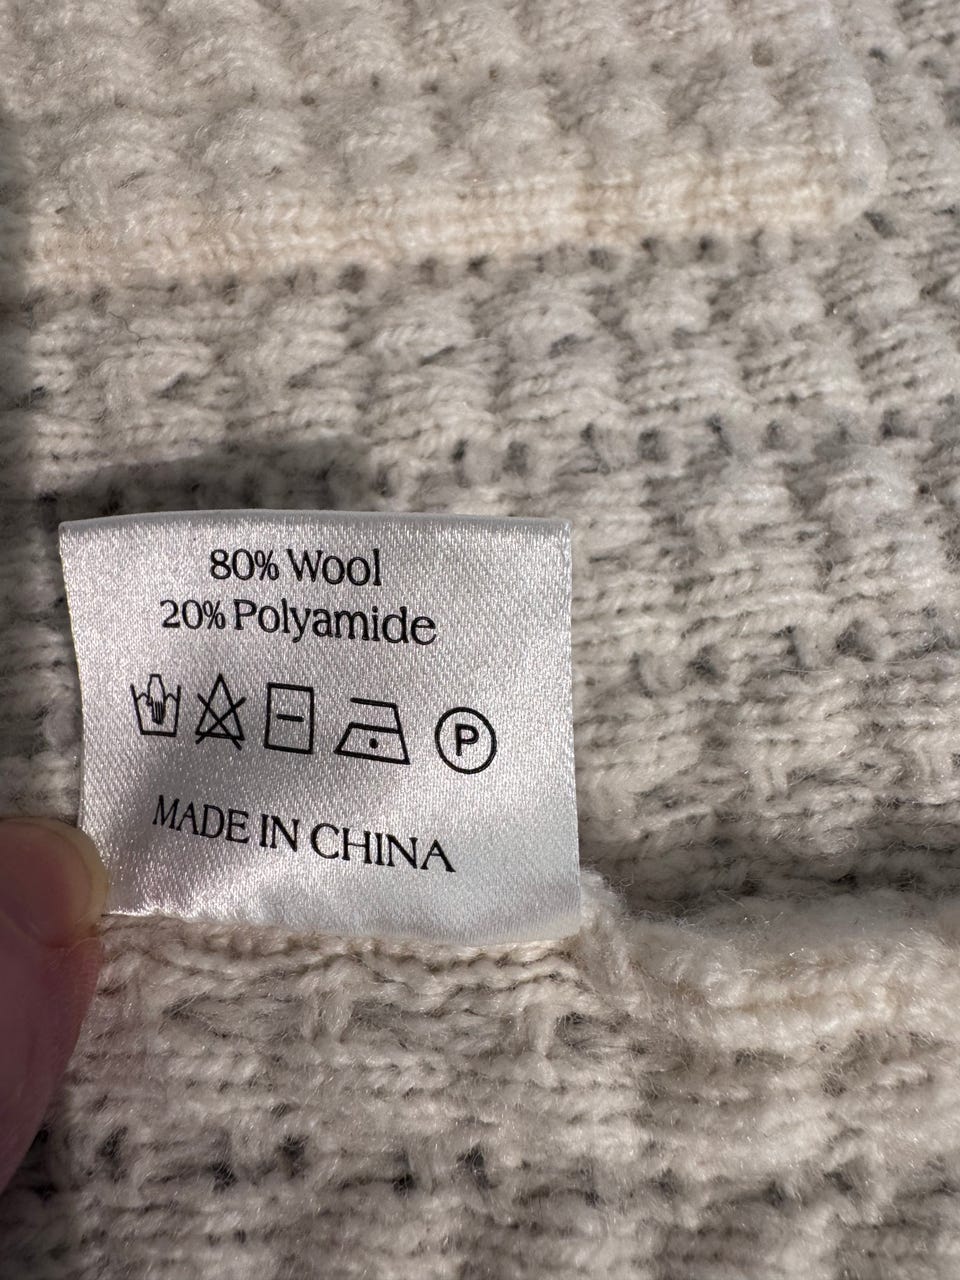 80% Wool
20% Polyamide
P
MADE IN CHINA